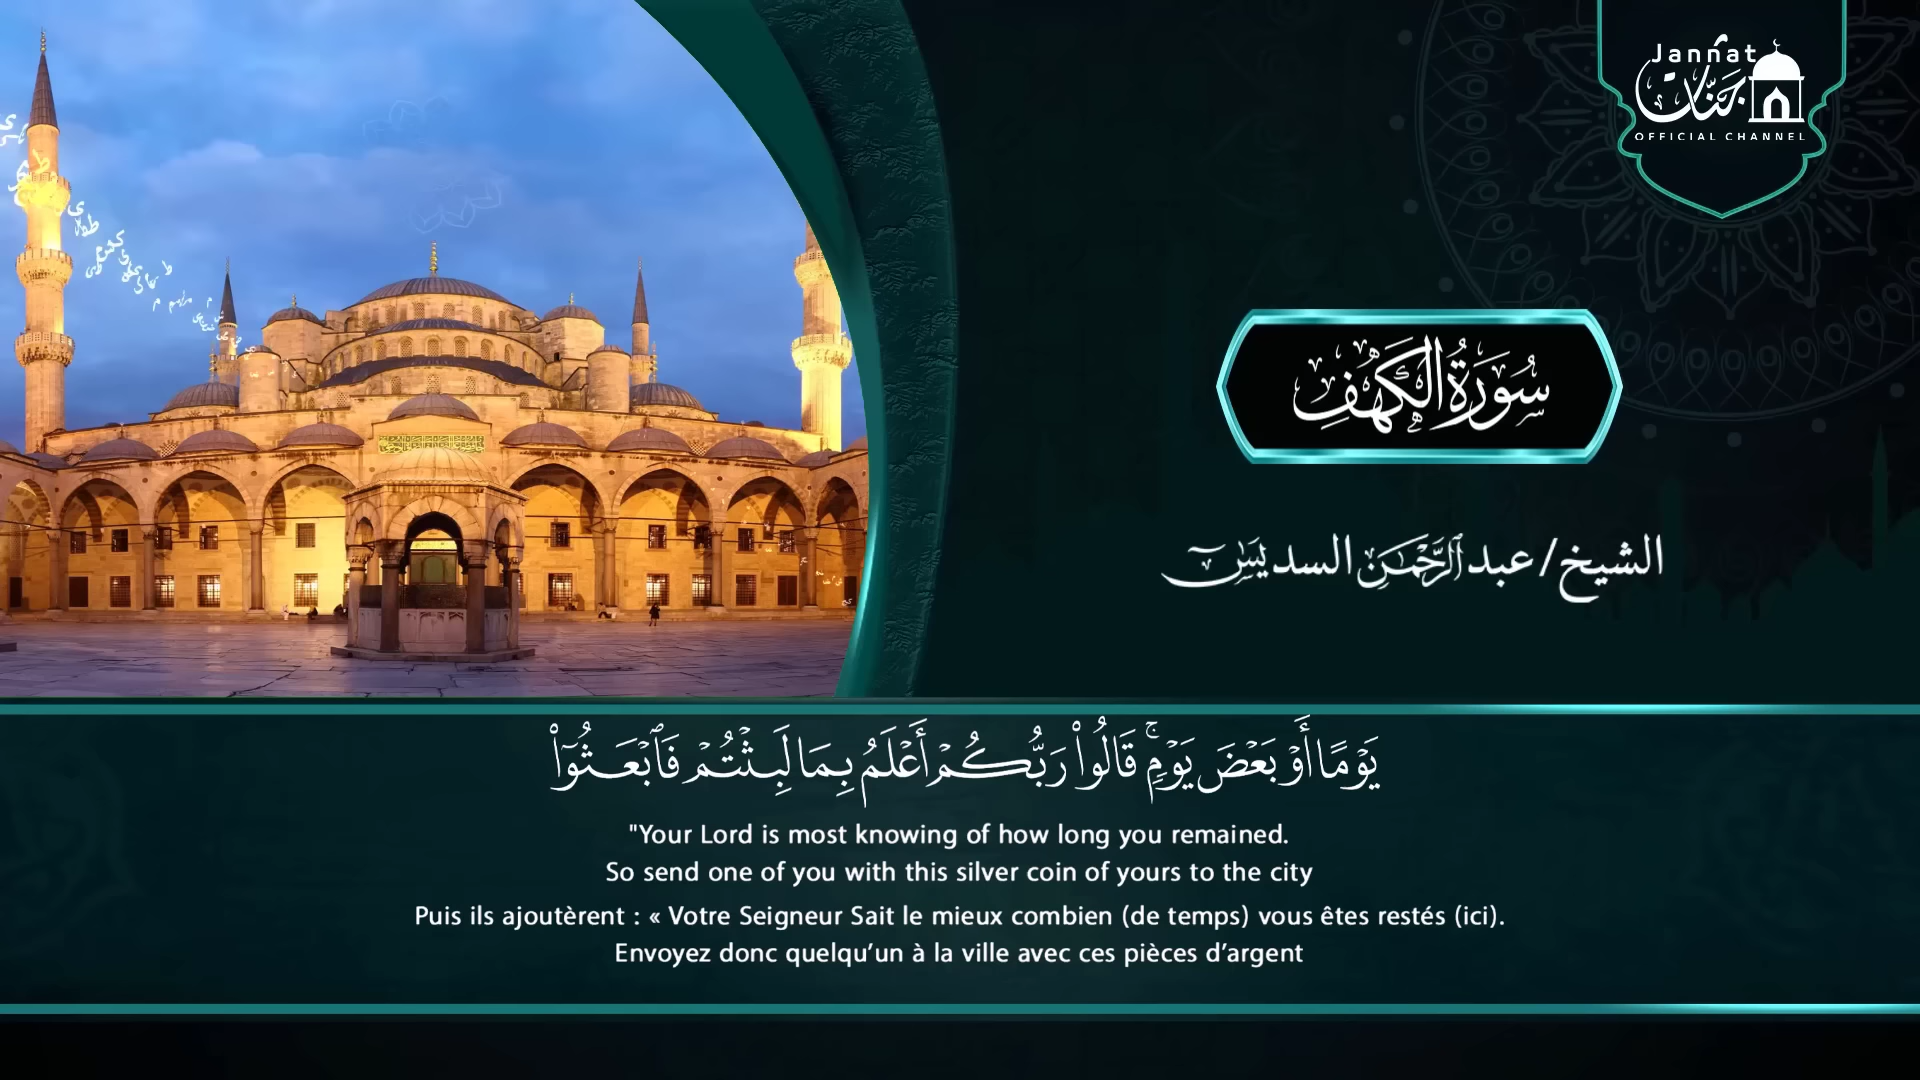 Jannat
جَنَّات
OFFICIAL CHANNEL
سُورَةُ الْكَهْفِ
الشيخ/عبد الرَّحْمَٰن السديس
يَوْمًا أَوْ بَعْضَ يَوْمٍۚ قَالُوا۟ رَبُّكُمْ أَعْلَمُ بِمَا لَبِثْتُمْ فَٱبْعَثُوٓا۟
"Your Lord is most knowing of how long you remained.
So send one of you with this silver coin of yours to the city
Puis ils ajoutèrent : « Votre Seigneur Sait le mieux combien (de temps) vous êtes restés (ici).
Envoyez donc quelqu’un à la ville avec ces pièces d’argent